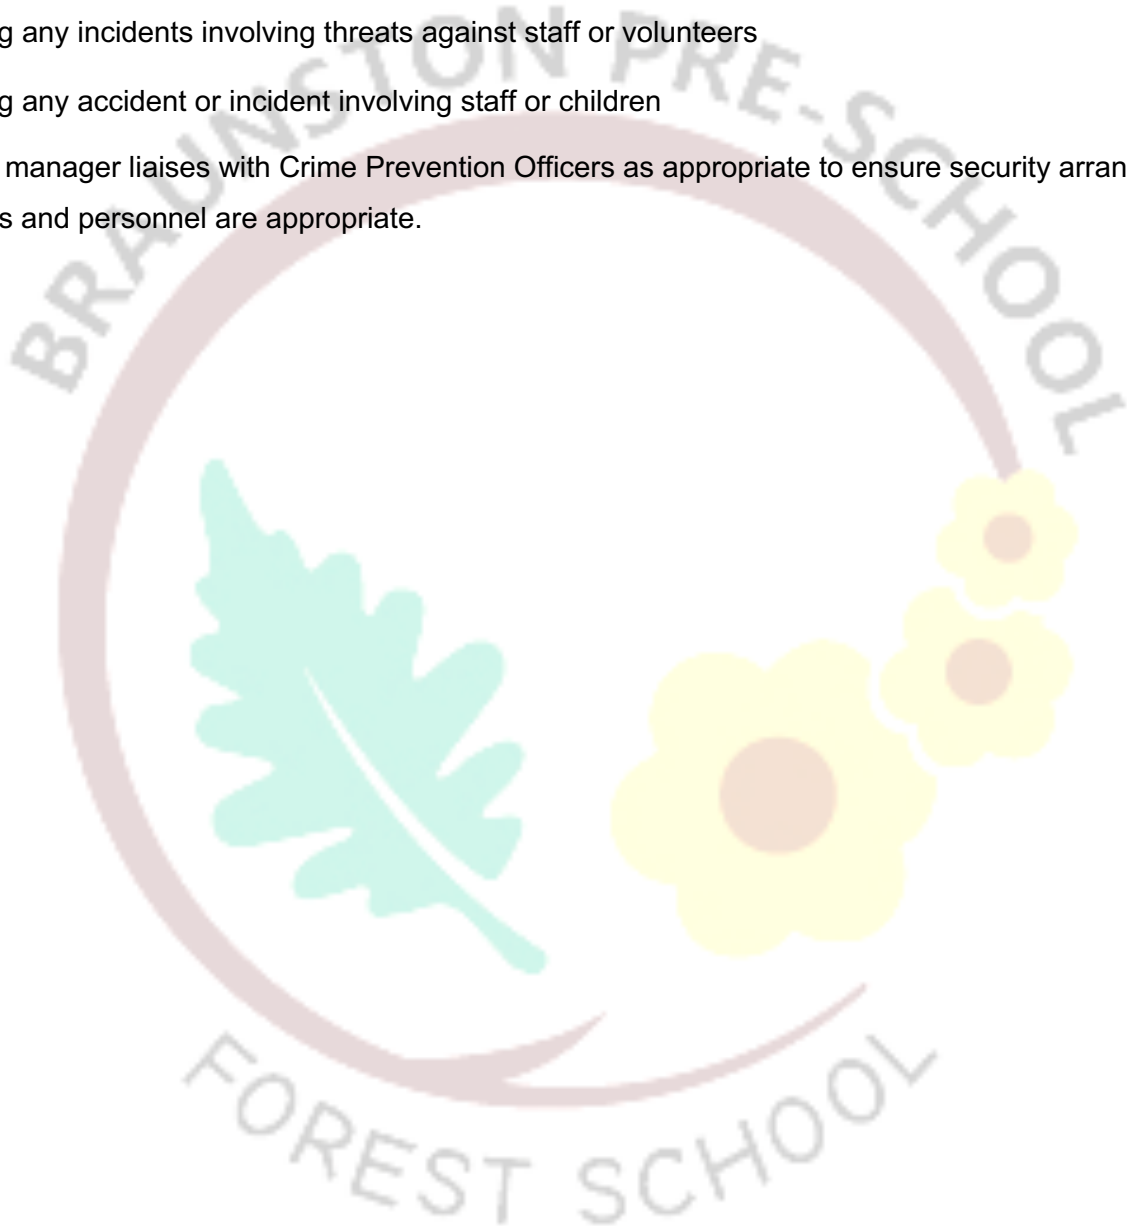 g any incidents involving threats against staff or volunteers
g any accident or incident involving staff or children
manager liaises with Crime Prevention Officers as appropriate to ensure security arran
s and personnel are appropriate.
BRAUNSTON PRE-SCHOOL
FOREST SCHOOL